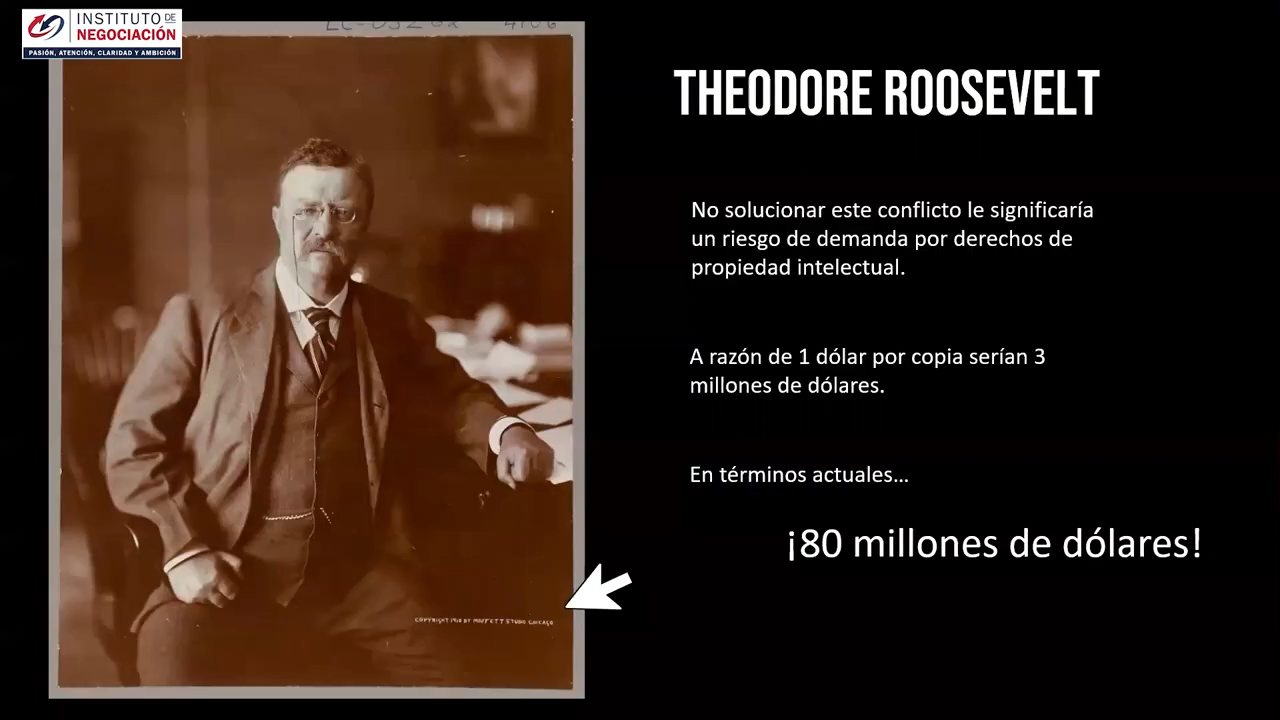 INSTITUTO DE
NEGOCIACIÓN
PASIÓN, ATENCIÓN, CLARIDAD Y AMBICIÓN
THEODORE ROOSEVELT
No solucionar este conflicto le significaría
un riesgo de demanda por derechos de
propiedad intelectual.
A razón de 1 dólar por copia serían 3
millones de dólares.
En términos actuales...
¡80 millones de dólares!
COPYRIGHT 1912 BY MOFFETT STUDIO CHICAGO